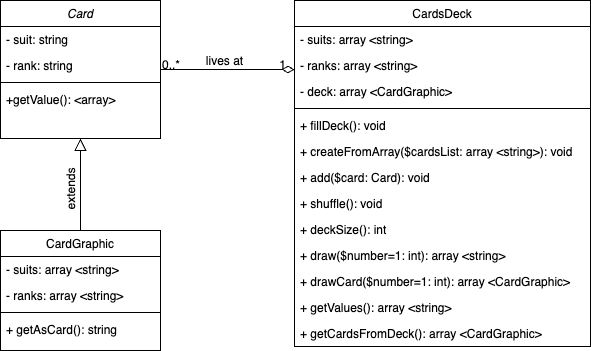 Card
- suit: string
- rank: string
+getValue(): <array>
0..*
lives at
1
extends
CardGraphic
- suits: array <string>
- ranks: array <string>
+ getAsCard(): string
CardsDeck
- suits: array <string>
- ranks: array <string>
- deck: array <CardGraphic>
+ fillDeck(): void
+ createFromArray($cardsList: array <string>): void
+ add($card: Card): void
+ shuffle(): void
+ deckSize(): int
+ draw($number=1: int): array <string>
+ drawCard($number=1: int): array <CardGraphic>
+ getValues(): array <string>
+ getCardsFromDeck(): array <CardGraphic>